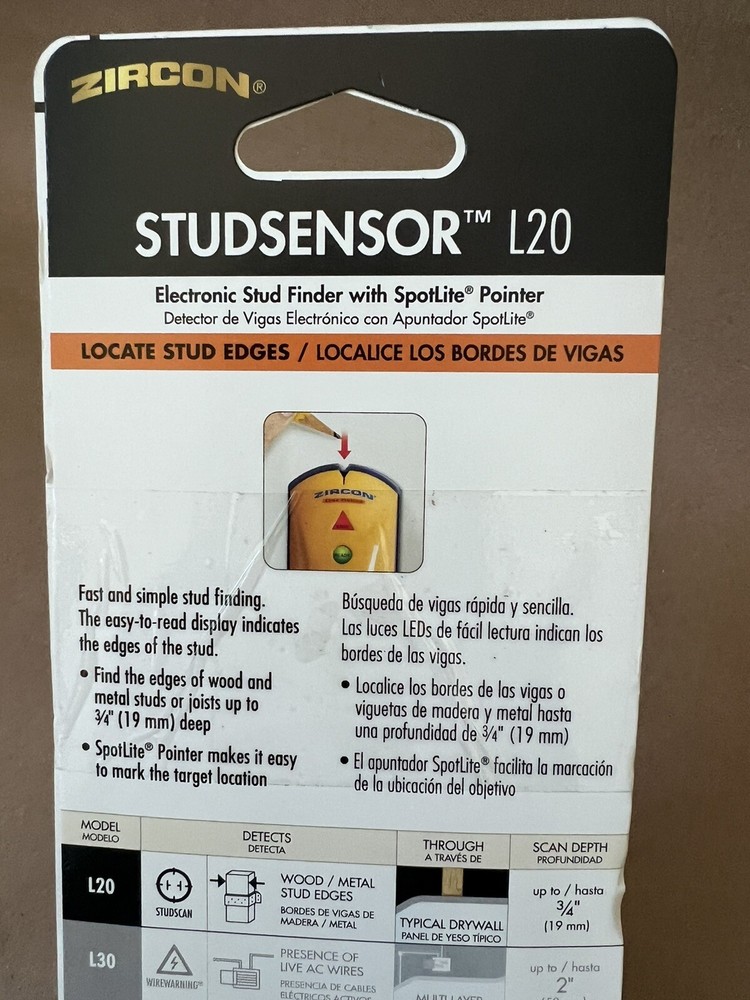 ZIRCON®
STUDSENSOR™ L20
Electronic Stud Finder with SpotLite® Pointer
Detector de Vigas Electrónico con Apuntador SpotLite®
LOCATE STUD EDGES / LOCALICE LOS BORDES DE VIGAS
ZIRCON
Fast and simple stud finding.
The easy-to-read display indicates
the edges of the stud.
• Find the edges of wood and
metal studs or joists up to
¾" (19 mm) deep
• SpotLite® Pointer makes it easy
to mark the target location
Búsqueda de vigas rápida y sencilla.
Las luces LEDs de fácil lectura indican los
bordes de las vigas.
• Localice los bordes de las vigas o
viguetas de madera y metal hasta
una profundidad de ¾" (19 mm)
• El apuntador SpotLite® facilita la marcación
de la ubicación del objetivo
MODEL
MODELO
DETECTS
DETECTA
THROUGH
A TRAVÉS DE
SCAN DEPTH
PROFUNDIDAD
L20
STUDSCAN
WOOD / METAL
STUD EDGES
BORDES DE VIGAS DE
MADERA / METAL
TYPICAL DRYWALL
PANEL DE YESO TÍPICO
up to / hasta
¾"
(19 mm)
L30
WIREWARNING®
PRESENCE OF
LIVE AC WIRES
PRESENCIA DE CABLES
ELÉCTRICOS ACTIVOS
MULTI LAYER
up to / hasta
2"